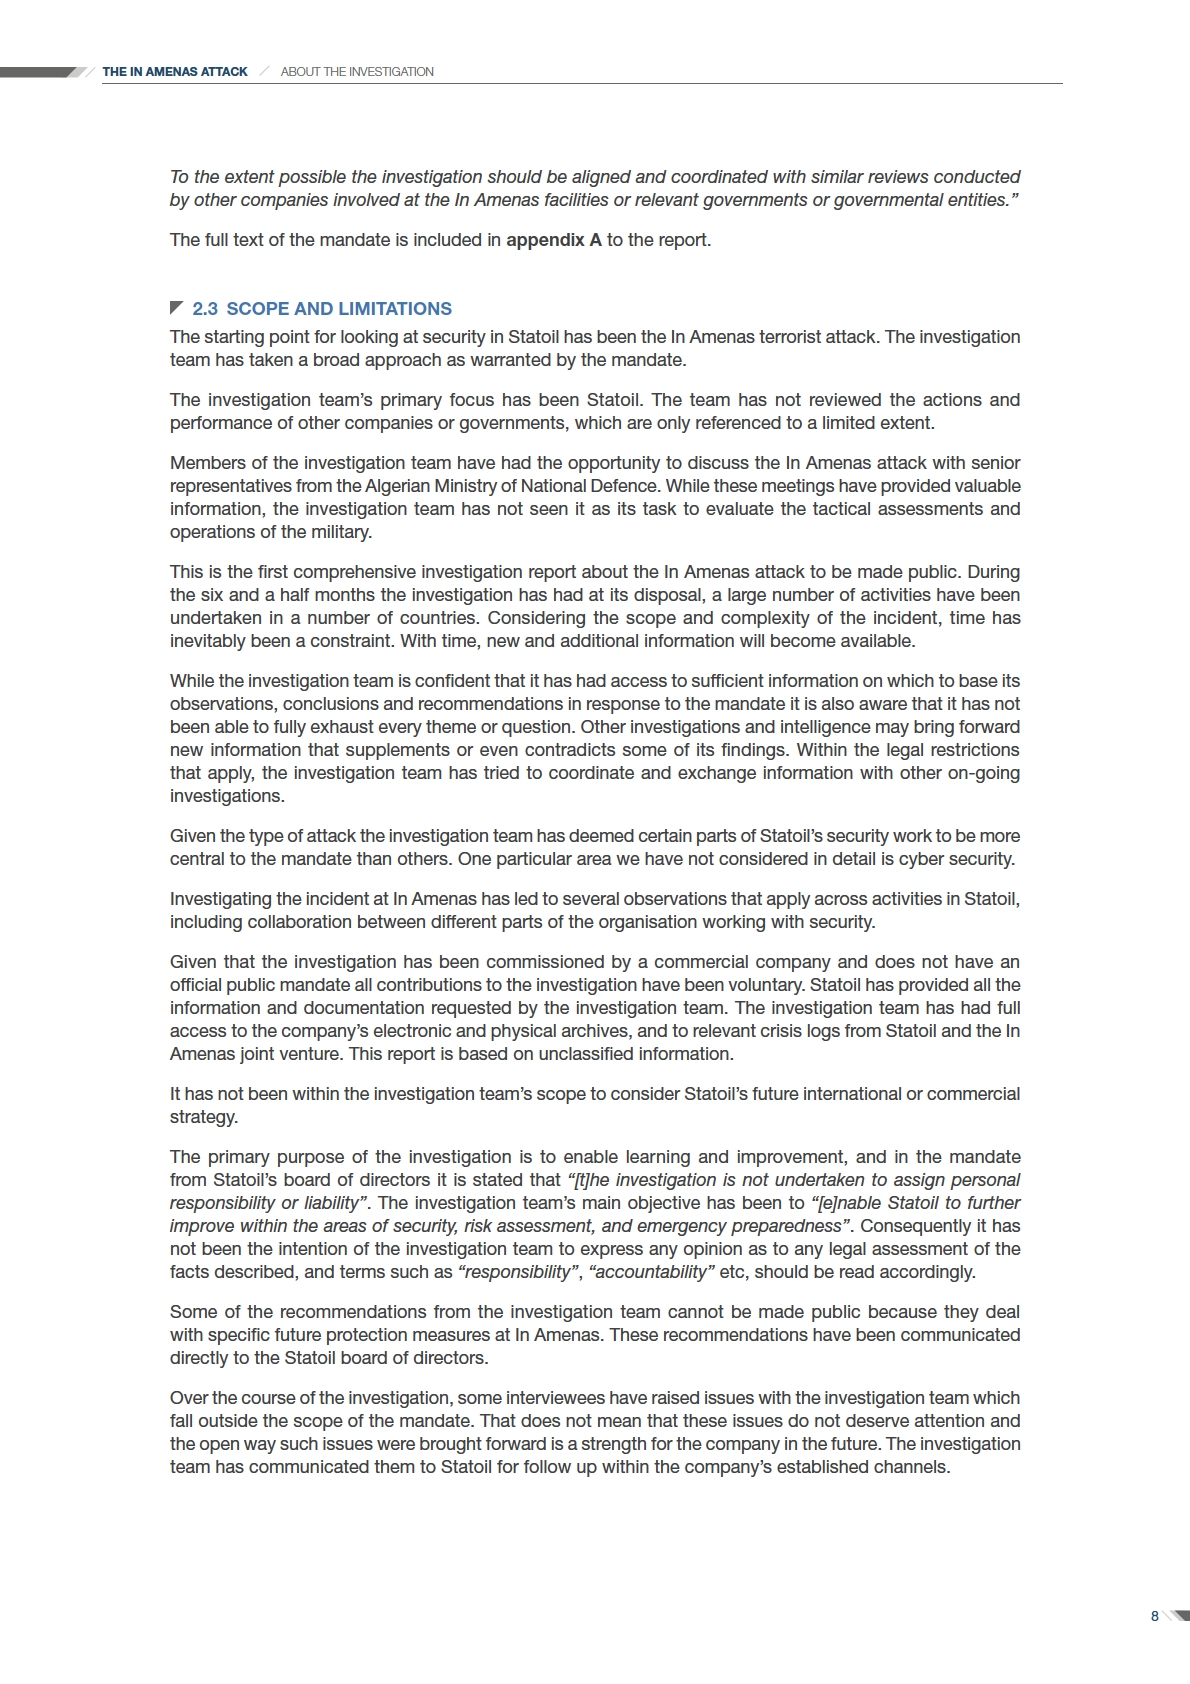 THE IN AMENAS ATTACK / ABOUT THE INVESTIGATION
To the extent possible the investigation should be aligned and coordinated with similar reviews conducted
by other companies involved at the In Amenas facilities or relevant governments or governmental entities.”
The full text of the mandate is included in appendix A to the report.
2.3 SCOPE AND LIMITATIONS
The starting point for looking at security in Statoil has been the In Amenas terrorist attack. The investigation
team has taken a broad approach as warranted by the mandate.
The investigation team’s primary focus has been Statoil. The team has not reviewed the actions and
performance of other companies or governments, which are only referenced to a limited extent.
Members of the investigation team have had the opportunity to discuss the In Amenas attack with senior
representatives from the Algerian Ministry of National Defence. While these meetings have provided valuable
information, the investigation team has not seen it as its task to evaluate the tactical assessments and
operations of the military.
This is the first comprehensive investigation report about the In Amenas attack to be made public. During
the six and a half months the investigation has had at its disposal, a large number of activities have been
undertaken in a number of countries. Considering the scope and complexity of the incident, time has
inevitably been a constraint. With time, new and additional information will become available.
While the investigation team is confident that it has had access to sufficient information on which to base its
observations, conclusions and recommendations in response to the mandate it is also aware that it has not
been able to fully exhaust every theme or question. Other investigations and intelligence may bring forward
new information that supplements or even contradicts some of its findings. Within the legal restrictions
that apply, the investigation team has tried to coordinate and exchange information with other on-going
investigations.
Given the type of attack the investigation team has deemed certain parts of Statoil’s security work to be more
central to the mandate than others. One particular area we have not considered in detail is cyber security.
Investigating the incident at In Amenas has led to several observations that apply across activities in Statoil,
including collaboration between different parts of the organisation working with security.
Given that the investigation has been commissioned by a commercial company and does not have an
official public mandate all contributions to the investigation have been voluntary. Statoil has provided all the
information and documentation requested by the investigation team. The investigation team has had full
access to the company’s electronic and physical archives, and to relevant crisis logs from Statoil and the In
Amenas joint venture. This report is based on unclassified information.
It has not been within the investigation team’s scope to consider Statoil’s future international or commercial
strategy.
The primary purpose of the investigation is to enable learning and improvement, and in the mandate
from Statoil’s board of directors it is stated that “[t]he investigation is not undertaken to assign personal
responsibility or liability”. The investigation team’s main objective has been to “[e]nable Statoil to further
improve within the areas of security, risk assessment, and emergency preparedness”. Consequently it has
not been the intention of the investigation team to express any opinion as to any legal assessment of the
facts described, and terms such as “responsibility”, “accountability” etc, should be read accordingly.
Some of the recommendations from the investigation team cannot be made public because they deal
with specific future protection measures at In Amenas. These recommendations have been communicated
directly to the Statoil board of directors.
Over the course of the investigation, some interviewees have raised issues with the investigation team which
fall outside the scope of the mandate. That does not mean that these issues do not deserve attention and
the open way such issues were brought forward is a strength for the company in the future. The investigation
team has communicated them to Statoil for follow up within the company’s established channels.
8